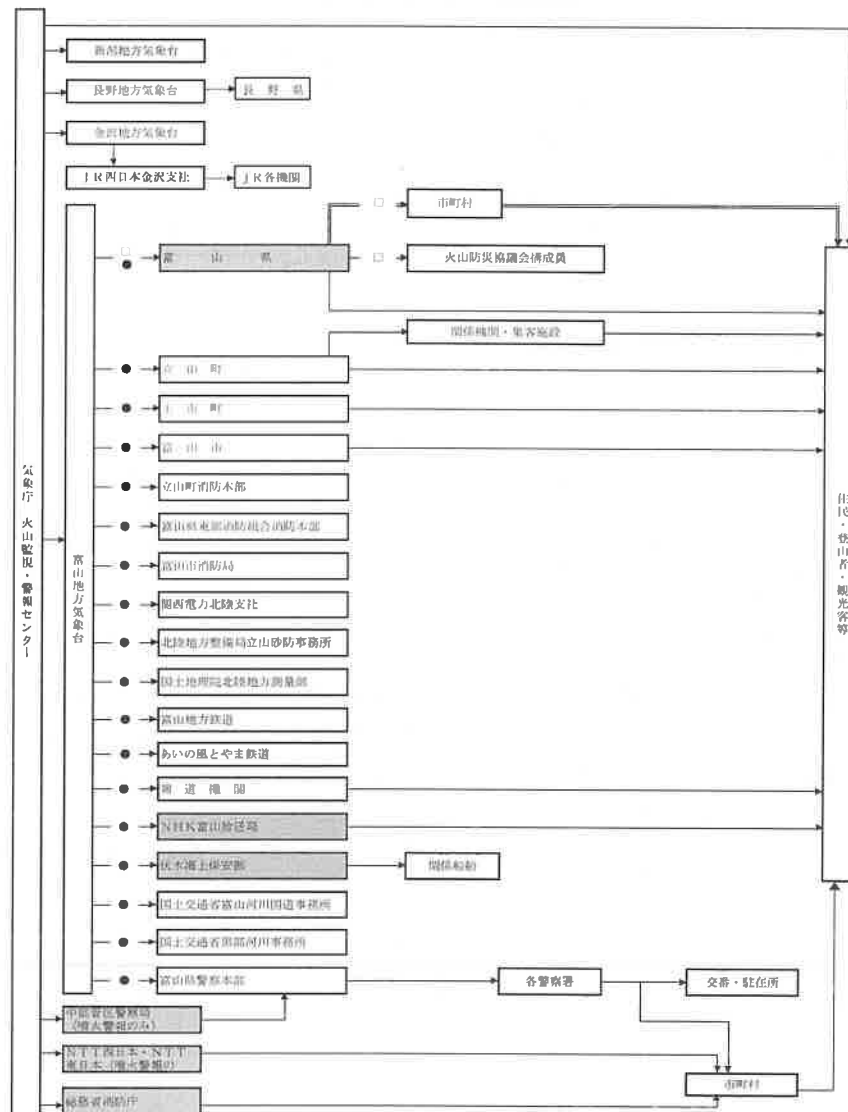 気象庁 火山監視・警報センター
新潟地方気象台
長野地方気象台
長 野 県
金沢地方気象台
JR西日本金沢支社
JR各機関
富山地方気象台
富 山 県
市町村
火山防災協議会構成員
関係機関・集客施設
立 山 町
上 市 町
富 山 市
立山町消防本部
富山県東部消防組合消防本部
富山市消防局
関西電力北陸支社
北陸地方整備局立山砂防事務所
国土地理院北陸地方測量部
富山地方鉄道
あいの風とやま鉄道
報 道 機 関
NHK富山放送局
伏木海上保安部
関係船舶
国土交通省富山河川国道事務所
国土交通省黒部河川事務所
富山県警察本部
各警察署
交番・駐在所
住民・登山者・観光客等
中部管区警察局
(噴火警報のみ)
NTT西日本・NTT
東日本(噴火警報の
総務省消防庁
市町村